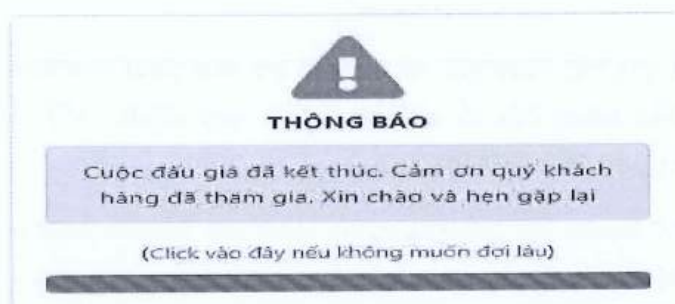 THÔNG BÁO
Cuộc đấu giá đã kết thúc. Cảm ơn quý khách
hàng đã tham gia. Xin chào và hẹn gặp lại
(Click vào đây nếu không muốn đợi lâu)